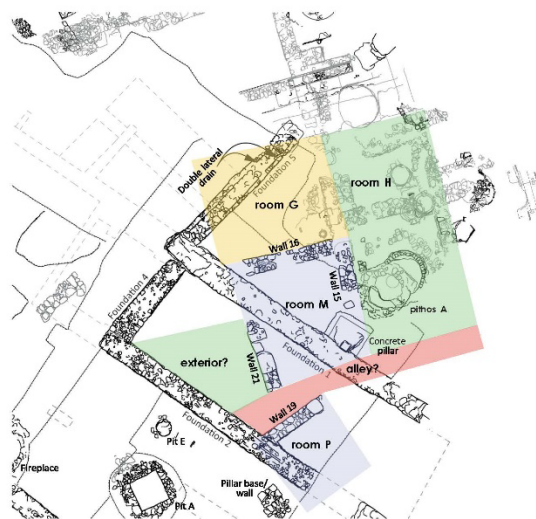 Double lateral
drain
Foundation 5
room H
room G
Wall 16
Wall 15
Foundation 4
room M
pithos A
Concrete
pillar
exterior?
Foundation 1
alley?
Wall 21
Wall 19
Foundation 2
room P
Pit E
Fireplace
Pillar base/
wall
Pit A